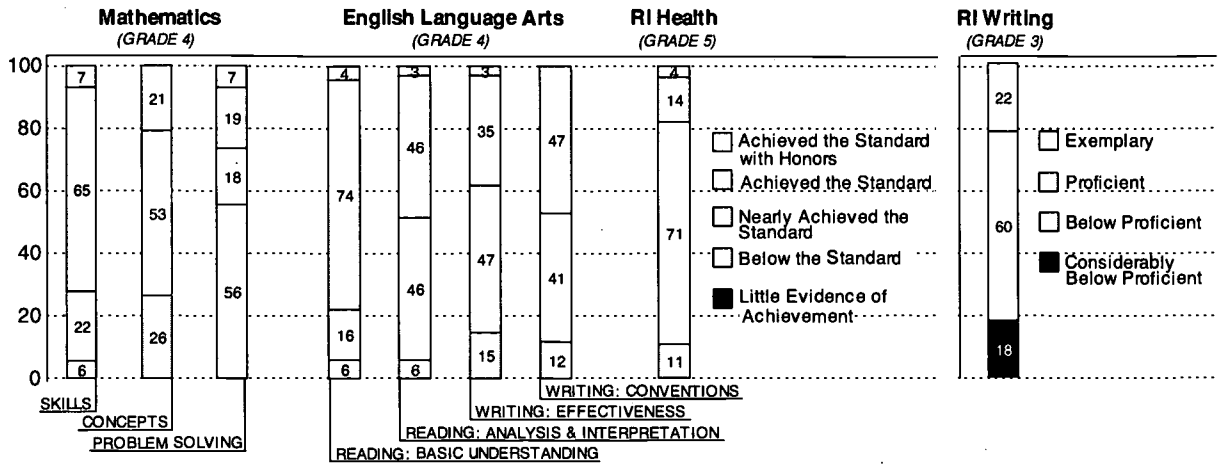 Mathematics
(GRADE 4)
English Language Arts
(GRADE 4)
RI Health
(GRADE 5)
RI Writing
(GRADE 3)
100
80
60
40
20
0
7
65
22
6
21
53
26
7
19
18
56
4
74
16
6
3
46
46
6
3
35
47
15
47
41
12
4
14
71
11
Achieved the Standard
with Honors
Achieved the Standard
Nearly Achieved the
Standard
Below the Standard
Little Evidence of
Achievement
22
60
18
Exemplary
Proficient
Below Proficient
Considerably
Below Proficient
SKILLS
CONCEPTS
PROBLEM SOLVING
WRITING: CONVENTIONS
WRITING: EFFECTIVENESS
READING: ANALYSIS & INTERPRETATION
READING: BASIC UNDERSTANDING